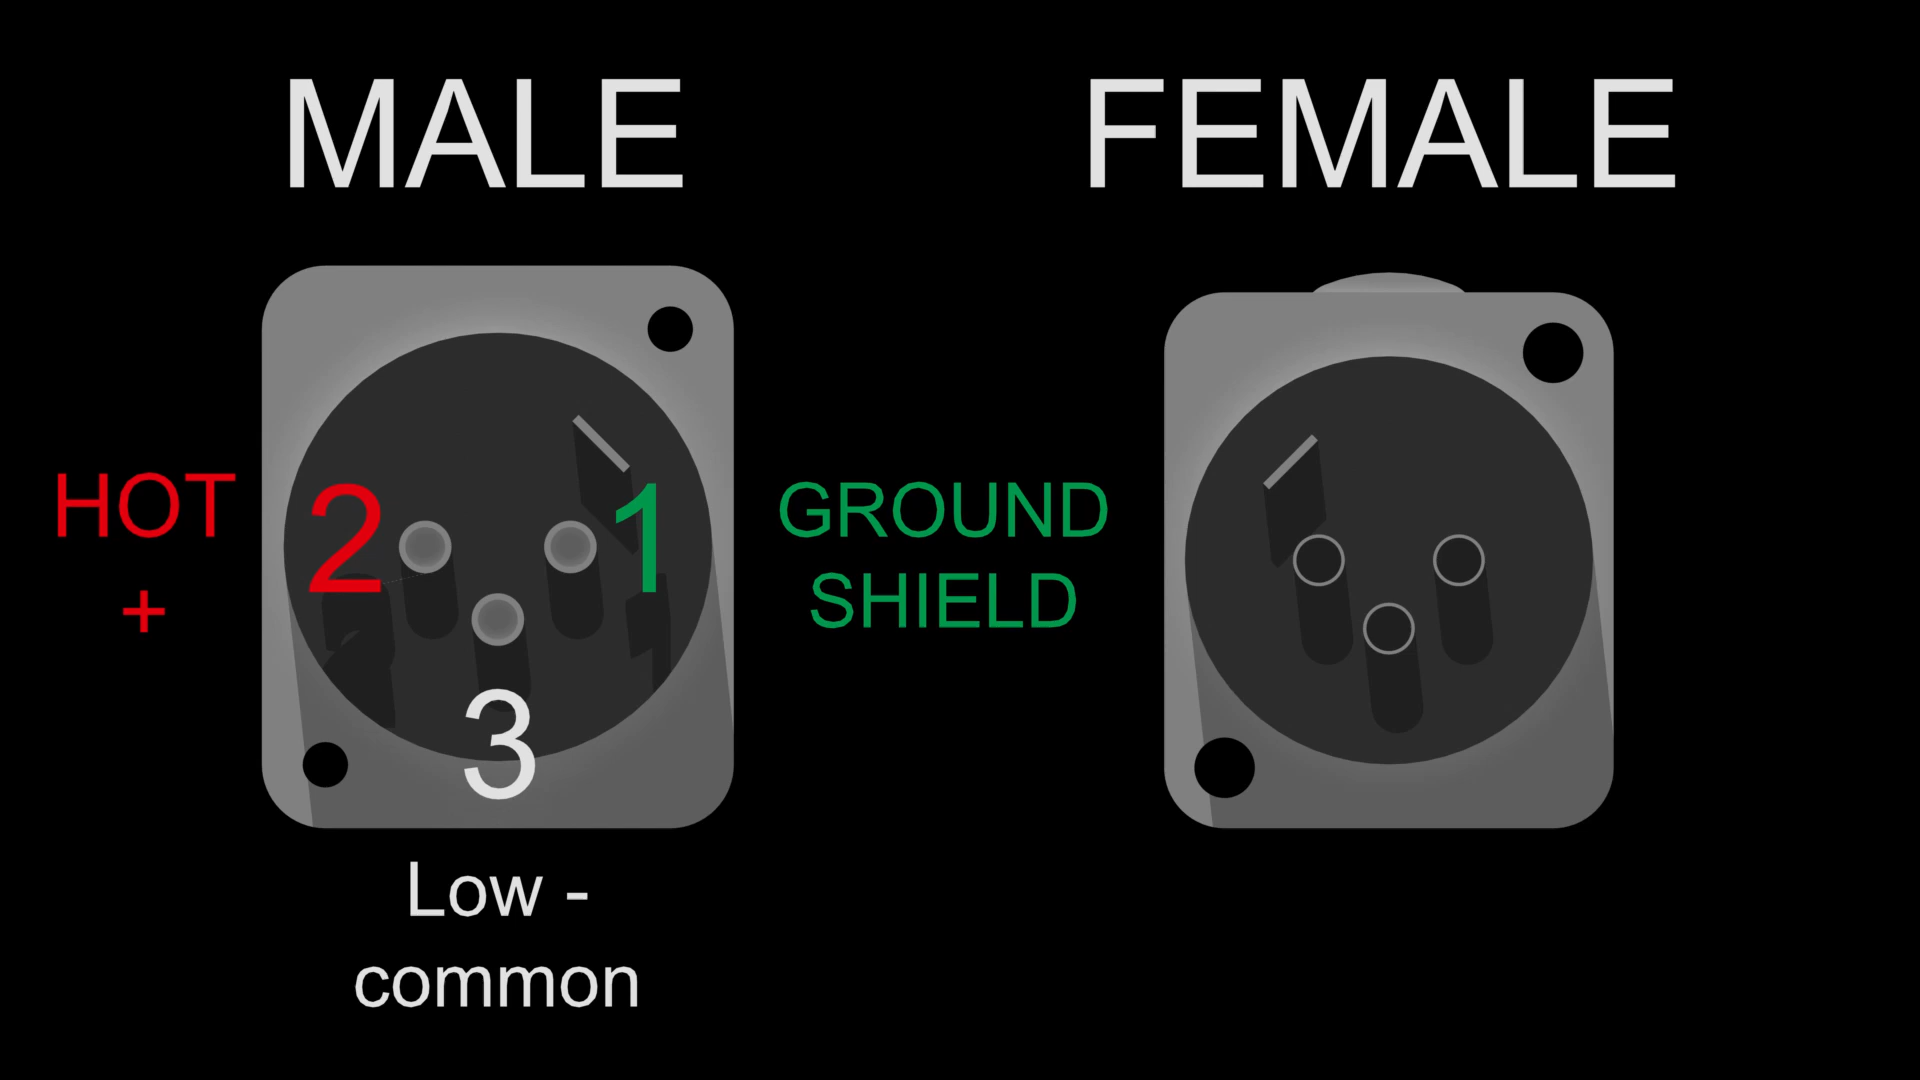 MALE
FEMALE
HOT
+
2
1
GROUND
SHIELD
3
Low -
common